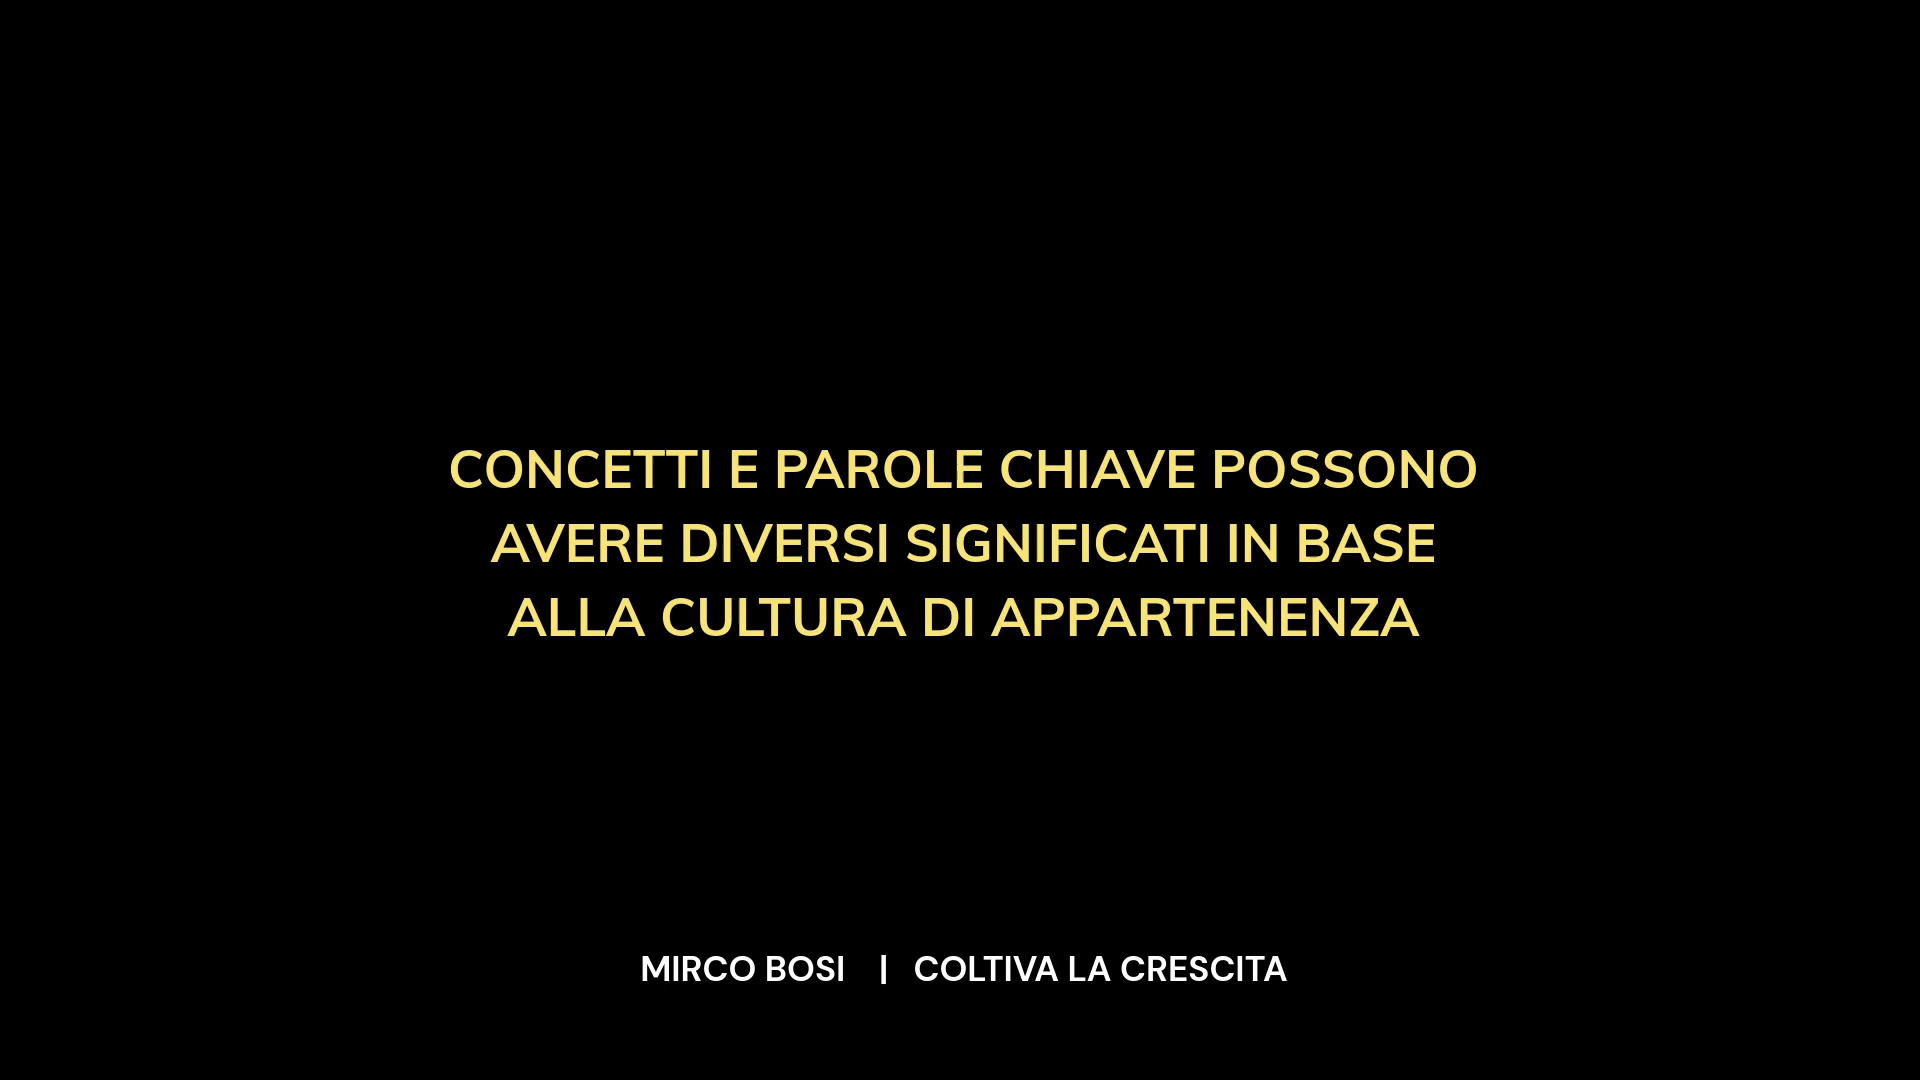 CONCETTI E PAROLE CHIAVE POSSONO
AVERE DIVERSI SIGNIFICATI IN BASE
ALLA CULTURA DI APPARTENENZA
MIRCO BOSI | COLTIVA LA CRESCITA